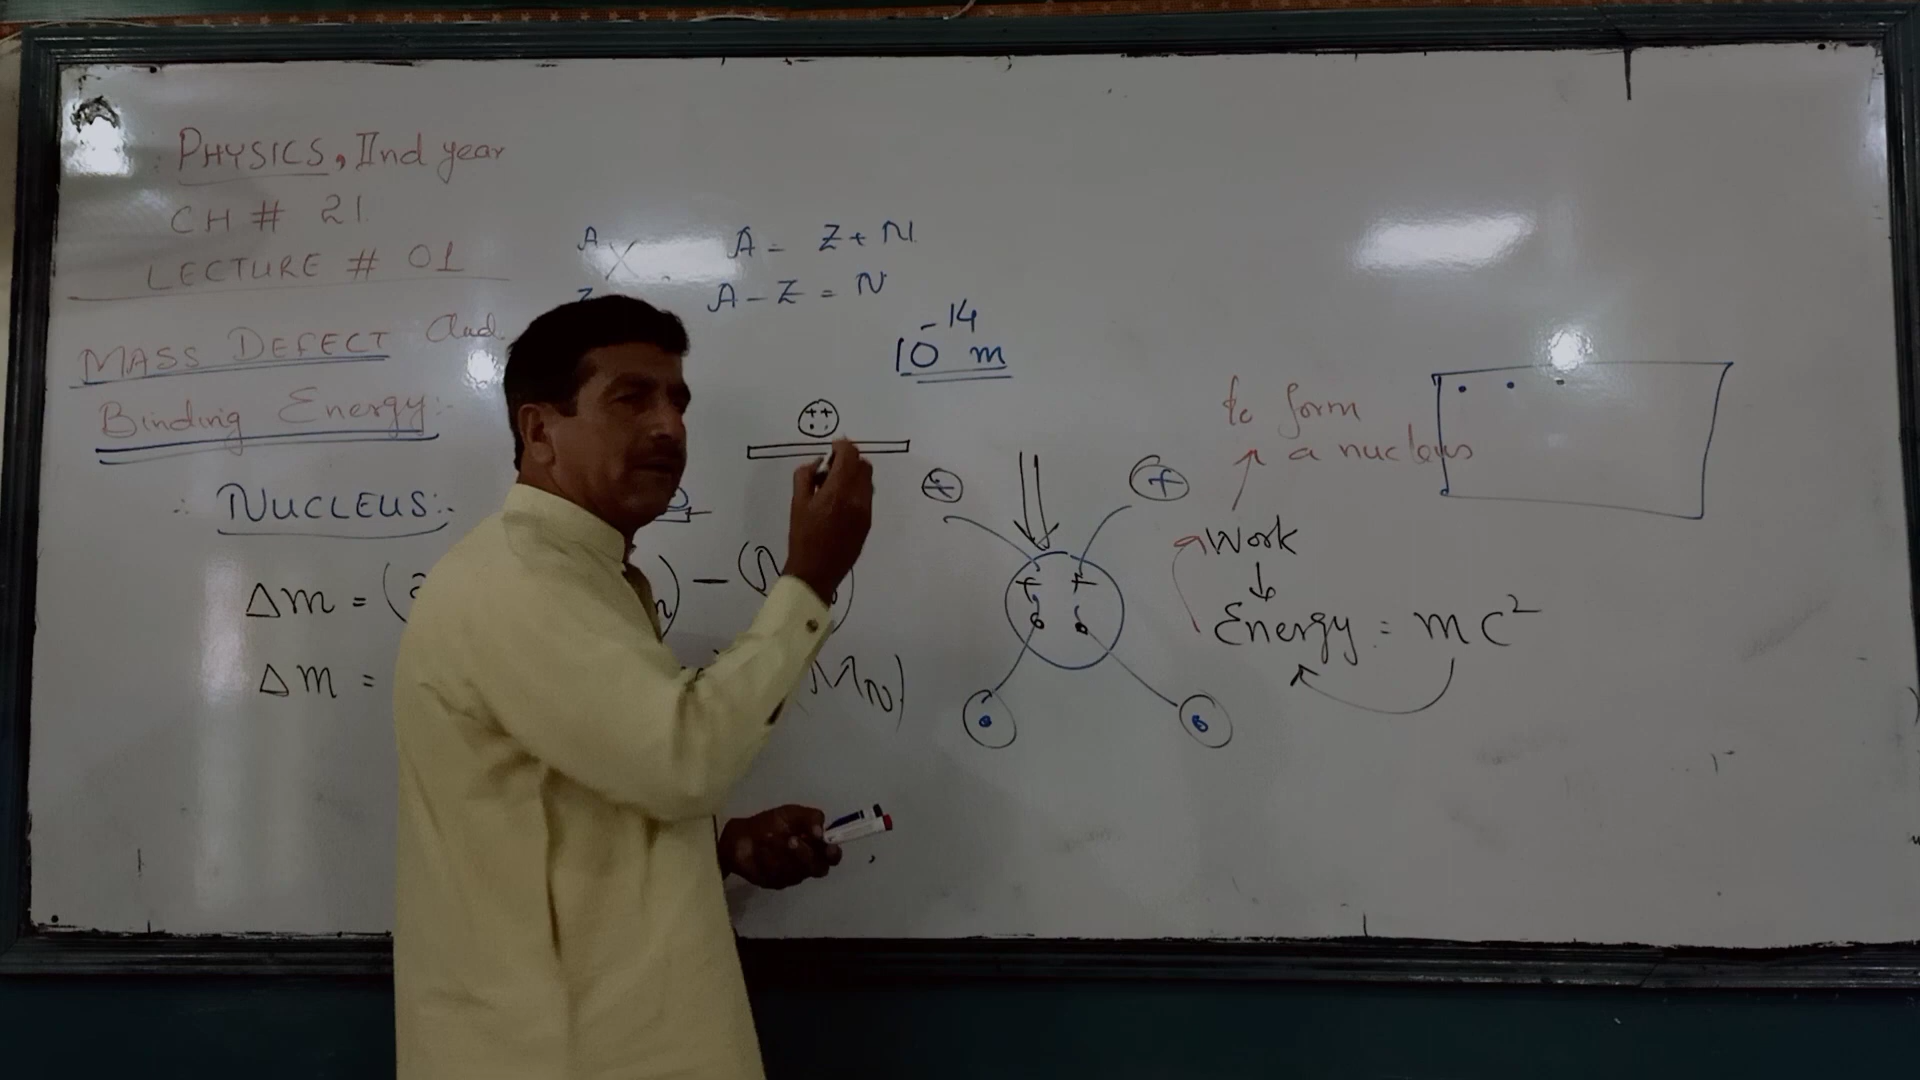 PHYSICS, IInd year
CH # 21
LECTURE # 01
MASS DEFECT And
Binding Energy:-
NUCLEUS:-
A
X
Z
A = Z + N
A - Z = N
10^-14 m
++
+
+
+ +
to form
a nucleus
Work
Energy = mc²
Δm = (
) - (
Δm =